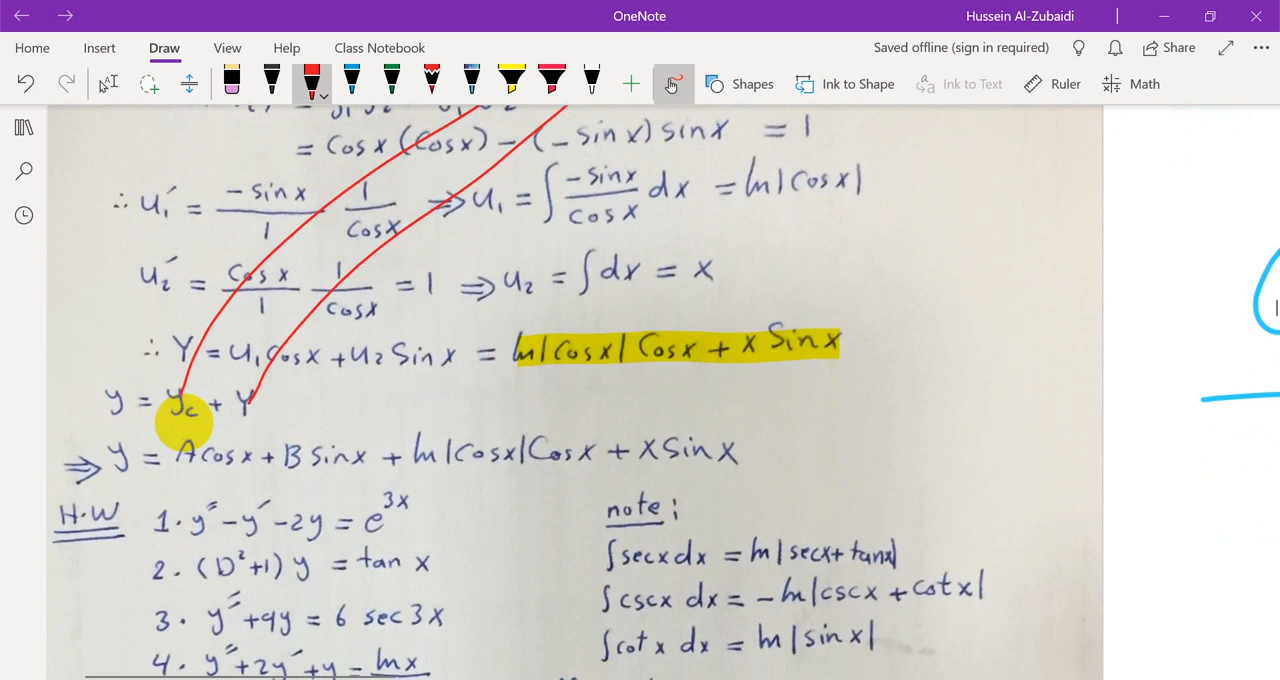 OneNote
Hussein Al-Zubaidi
Home Insert Draw View Help Class Notebook
Saved offline (sign in required) Share
Shapes Ink to Shape Ink to Text Ruler Math
= Cos x (Cos x) - (- sin x) sin x = 1
∴ u₁′ = -sin x / 1 · 1 / cos x ⇒ u₁ = ∫ -sin x / cos x dx = ln|cos x|
u₂′ = cos x / 1 · 1 / cos x = 1 ⇒ u₂ = ∫ dx = x
∴ Y = u₁ cos x + u₂ Sin x = ln|cos x| Cos x + x Sin x
y = y_c + Y
⇒ y = A cos x + B sin x + ln|cos x| Cos x + x Sin x
H.W
1. y″ - y′ - 2y = e^3x
2. (D² + 1) y = tan x
3. y″ + 9y = 6 sec 3x
4. y″ + 2y′ + y = ln x
note:
∫ sec x dx = ln|sec x + tan x|
∫ csc x dx = - ln|csc x + cot x|
∫ cot x dx = ln|sin x|